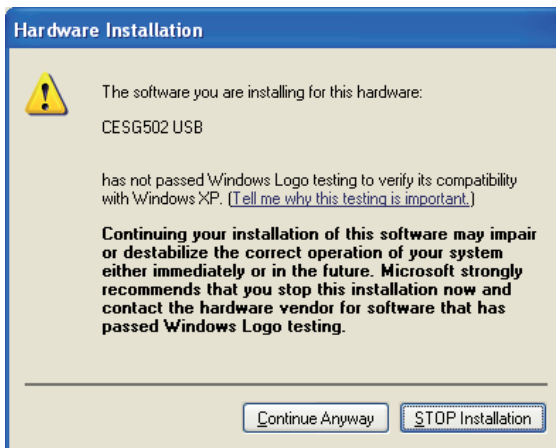 Hardware Installation
The software you are installing for this hardware:
CESG502 USB
has not passed Windows Logo testing to verify its compatibility
with Windows XP. (Tell me why this testing is important.)
Continuing your installation of this software may impair
or destabilize the correct operation of your system
either immediately or in the future. Microsoft strongly
recommends that you stop this installation now and
contact the hardware vendor for software that has
passed Windows Logo testing.
Continue Anyway
STOP Installation